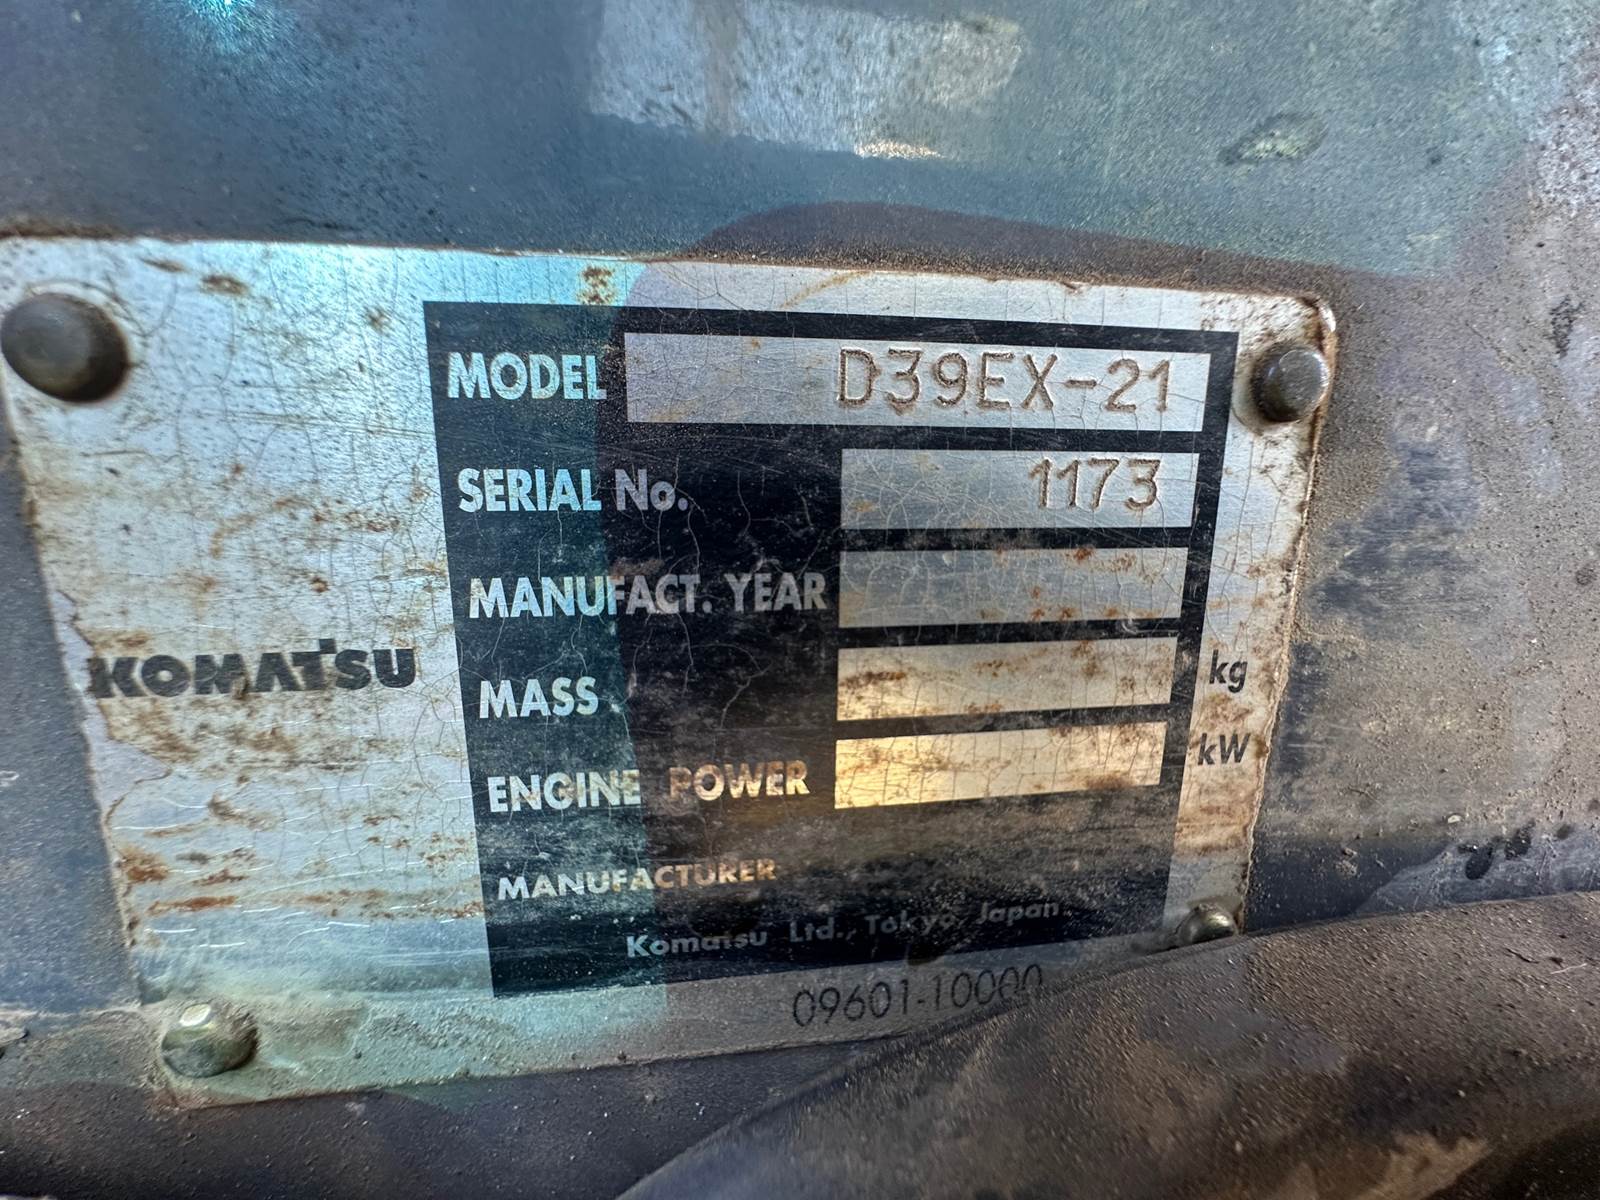 MODEL D39EX-21
SERIAL No. 1173
MANUFACT. YEAR
KOMATSU
MASS kg
ENGINE POWER kW
MANUFACTURER
Komatsu Ltd., Tokyo, Japan
09601-10000